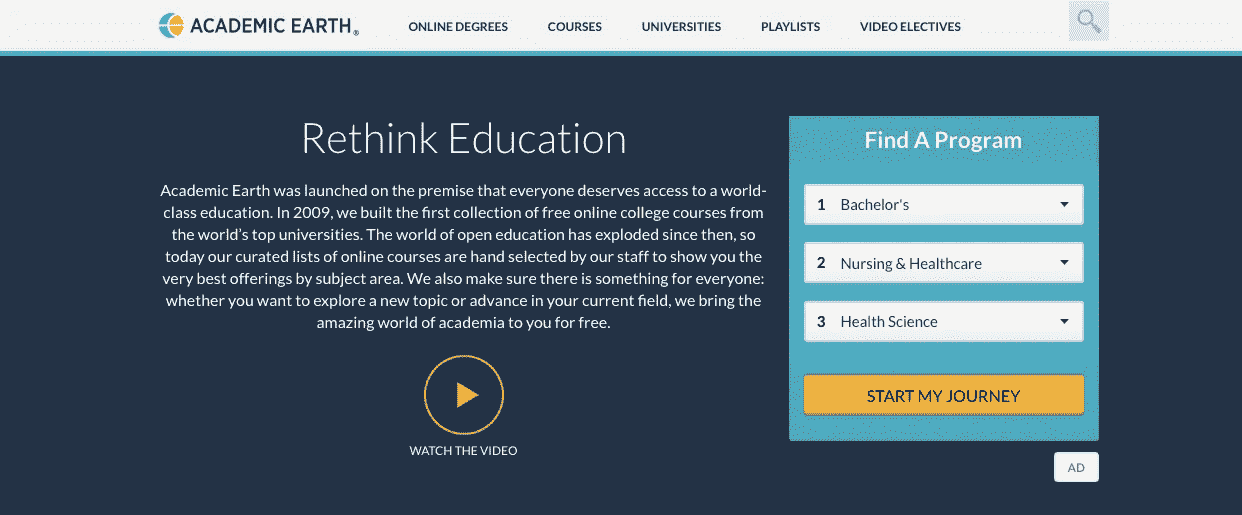 ACADEMIC EARTH®
ONLINE DEGREES
COURSES
UNIVERSITIES
PLAYLISTS
VIDEO ELECTIVES
Rethink Education
Academic Earth was launched on the premise that everyone deserves access to a world-
class education. In 2009, we built the first collection of free online college courses from
the world's top universities. The world of open education has exploded since then, so
today our curated lists of online courses are hand selected by our staff to show you the
very best offerings by subject area. We also make sure there is something for everyone:
whether you want to explore a new topic or advance in your current field, we bring the
amazing world of academia to you for free.
WATCH THE VIDEO
Find A Program
1 Bachelor's
2 Nursing & Healthcare
3 Health Science
START MY JOURNEY
AD